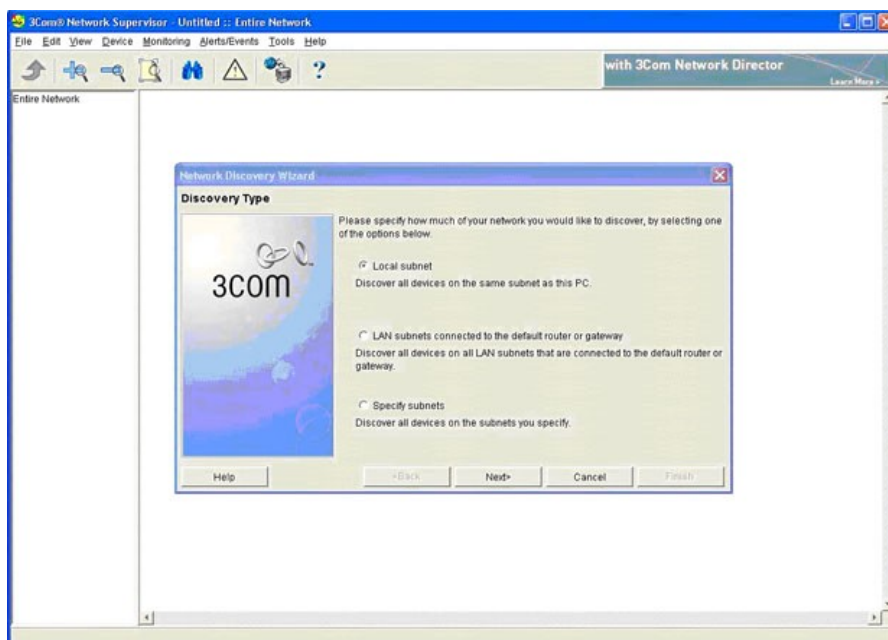 3Com® Network Supervisor - Untitled :: Entire Network
File Edit View Device Monitoring Alerts/Events Tools Help
?
with 3Com Network Director
Learn More >
Entire Network
Network Discovery Wizard
Discovery Type
Please specify how much of your network you would like to discover, by selecting one
of the options below.
3COM
Local subnet
Discover all devices on the same subnet as this PC.
LAN subnets connected to the default router or gateway
Discover all devices on all LAN subnets that are connected to the default router or
gateway.
Specify subnets
Discover all devices on the subnets you specify.
Help <Back Next> Cancel Finish